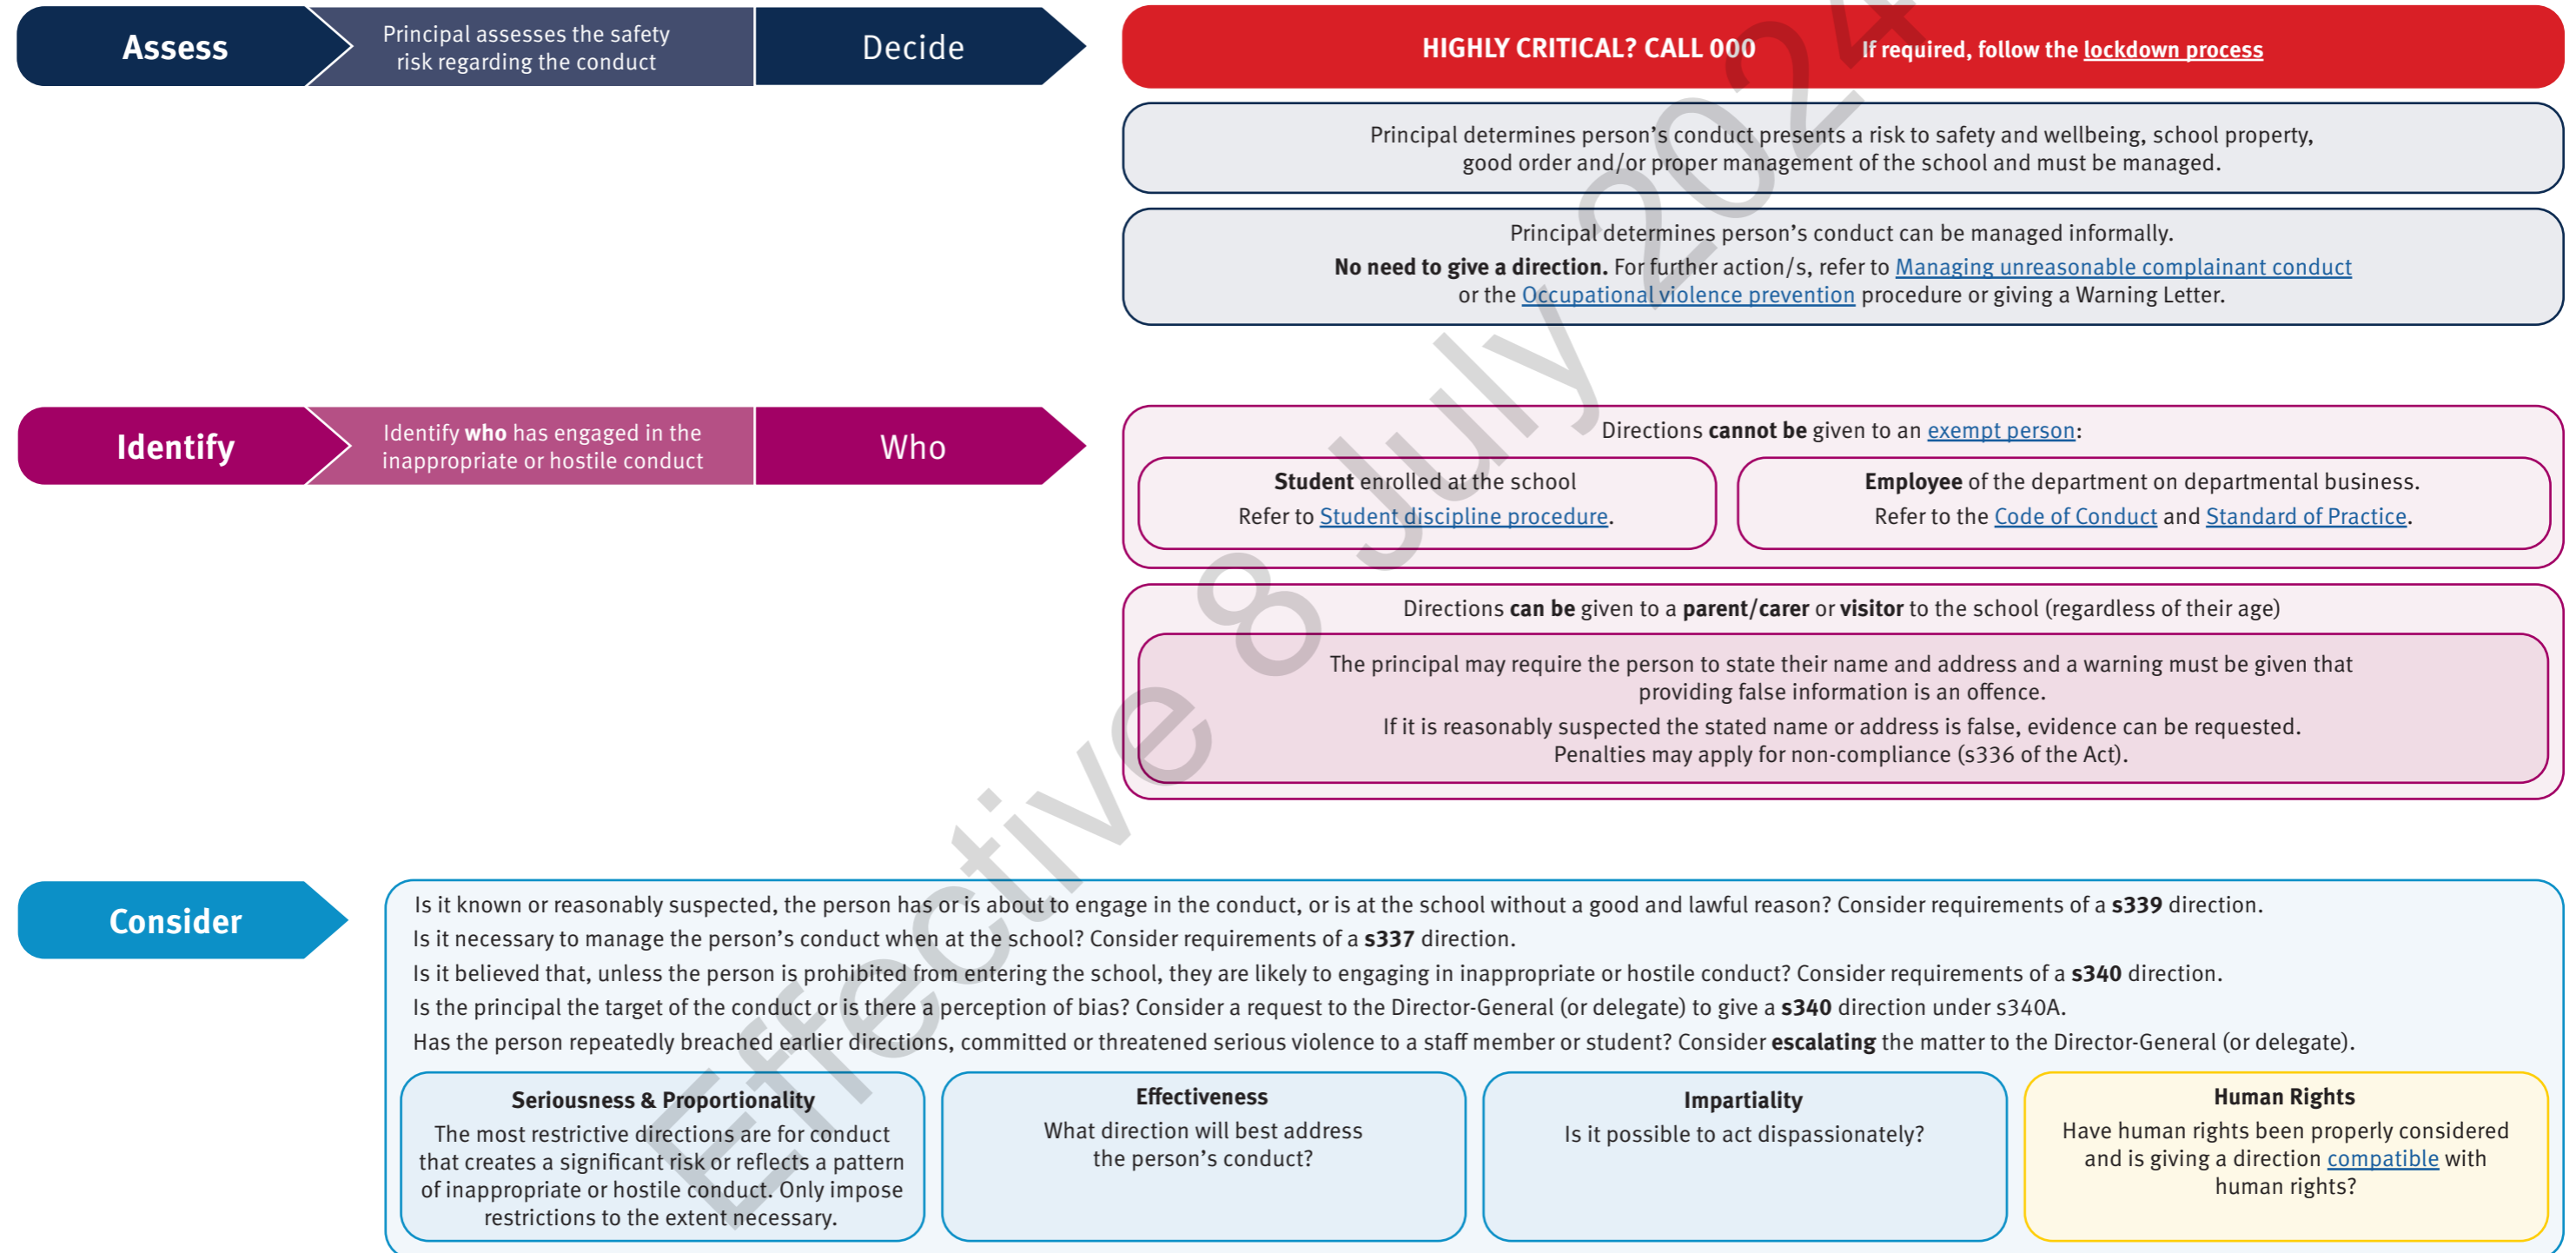 Assess
Principal assesses the safety
risk regarding the conduct
Decide
HIGHLY CRITICAL? CALL 000 If required, follow the lockdown process
Principal determines person's conduct presents a risk to safety and wellbeing, school property,
good order and/or proper management of the school and must be managed.
Principal determines person's conduct can be managed informally.
No need to give a direction. For further action/s, refer to Managing unreasonable complainant conduct
or the Occupational violence prevention procedure or giving a Warning Letter.
Identify
Identify who has engaged in the
inappropriate or hostile conduct
Who
Directions cannot be given to an exempt person:
Student enrolled at the school
Refer to Student discipline procedure.
Employee of the department on departmental business.
Refer to the Code of Conduct and Standard of Practice.
Directions can be given to a parent/carer or visitor to the school (regardless of their age)
The principal may require the person to state their name and address and a warning must be given that
providing false information is an offence.
If it is reasonably suspected the stated name or address is false, evidence can be requested.
Penalties may apply for non-compliance (s336 of the Act).
Consider
Is it known or reasonably suspected, the person has or is about to engage in the conduct, or is at the school without a good and lawful reason? Consider requirements of a s339 direction.
Is it necessary to manage the person's conduct when at the school? Consider requirements of a s337 direction.
Is it believed that, unless the person is prohibited from entering the school, they are likely to engaging in inappropriate or hostile conduct? Consider requirements of a s340 direction.
Is the principal the target of the conduct or is there a perception of bias? Consider a request to the Director-General (or delegate) to give a s340 direction under s340A.
Has the person repeatedly breached earlier directions, committed or threatened serious violence to a staff member or student? Consider escalating the matter to the Director-General (or delegate).
Seriousness & Proportionality
The most restrictive directions are for conduct
that creates a significant risk or reflects a pattern
of inappropriate or hostile conduct. Only impose
restrictions to the extent necessary.
Effectiveness
What direction will best address
the person's conduct?
Impartiality
Is it possible to act dispassionately?
Human Rights
Have human rights been properly considered
and is giving a direction compatible with
human rights?
Effective 8 July 2024